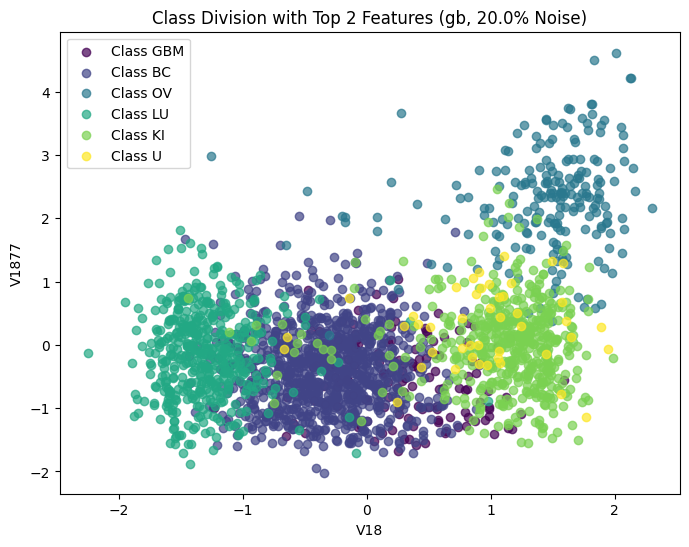 Class Division with Top 2 Features (gb, 20.0% Noise)
Class GBM
Class BC
Class OV
Class LU
Class KI
Class U
4
3
2
1
0
−1
−2
V1877
−2
−1
0
1
2
V18